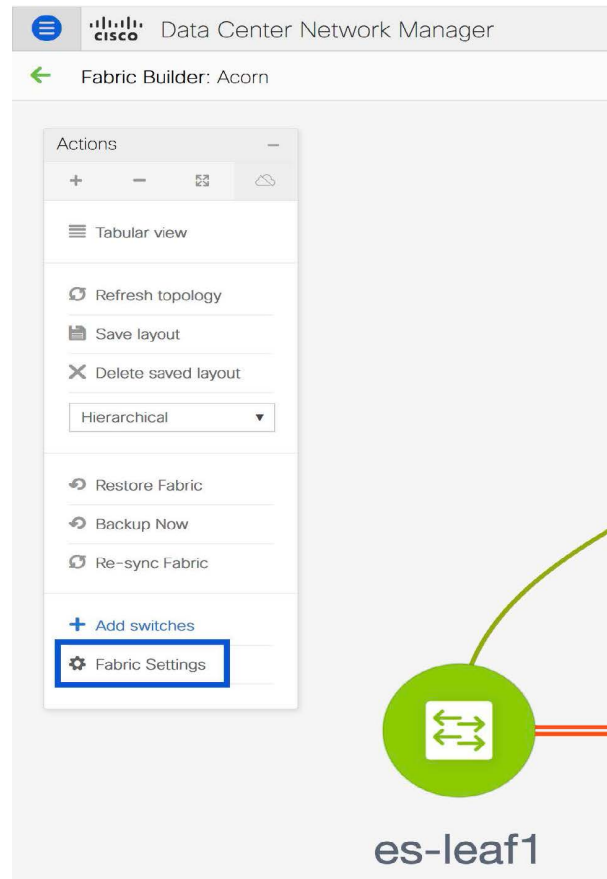 cisco Data Center Network Manager
Fabric Builder: Acorn
Actions
Tabular view
Refresh topology
Save layout
Delete saved layout
Hierarchical
Restore Fabric
Backup Now
Re-sync Fabric
Add switches
Fabric Settings
es-leaf1